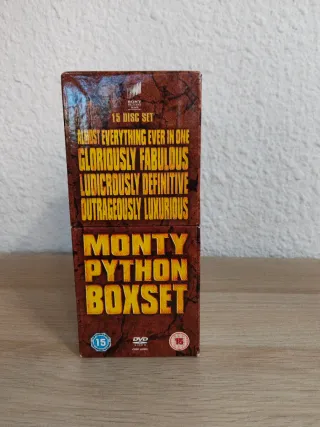 15 DISC SET
ALMOST EVERYTHING EVER IN ONE
GLORIOUSLY FABULOUS
LUDICROUSLY DEFINITIVE
OUTRAGEOUSLY LUXURIOUS
MONTY
PYTHON
BOXSET
15
DVD
15